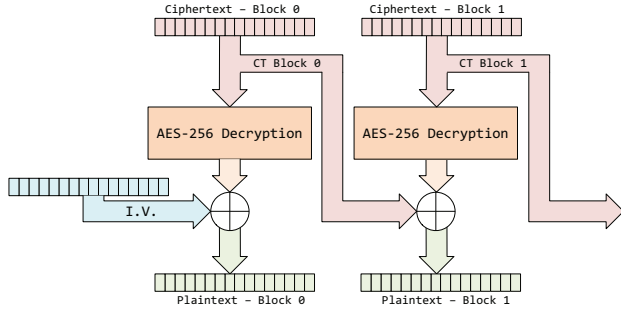 Ciphertext – Block 0
Ciphertext – Block 1
CT Block 0
CT Block 1
AES-256 Decryption
AES-256 Decryption
I.V.
Plaintext – Block 0
Plaintext – Block 1